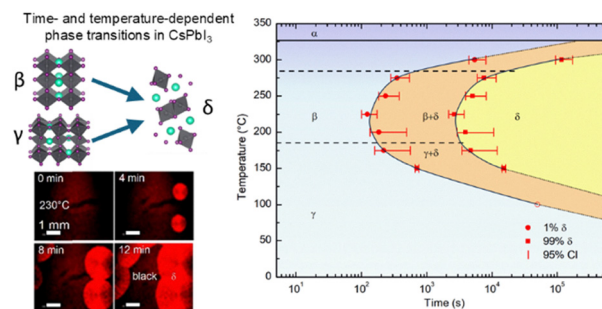 Time- and temperature-dependent
phase transitions in CsPbI₃
β
γ
δ
0 min
4 min
230°C
1 mm
8 min
12 min
black
δ
350
300
250
200
150
100
50
0
Temperature (°C)
α
β
β+δ
δ
γ+δ
γ
1% δ
99% δ
95% CI
10¹
10²
10³
10⁴
10⁵
Time (s)